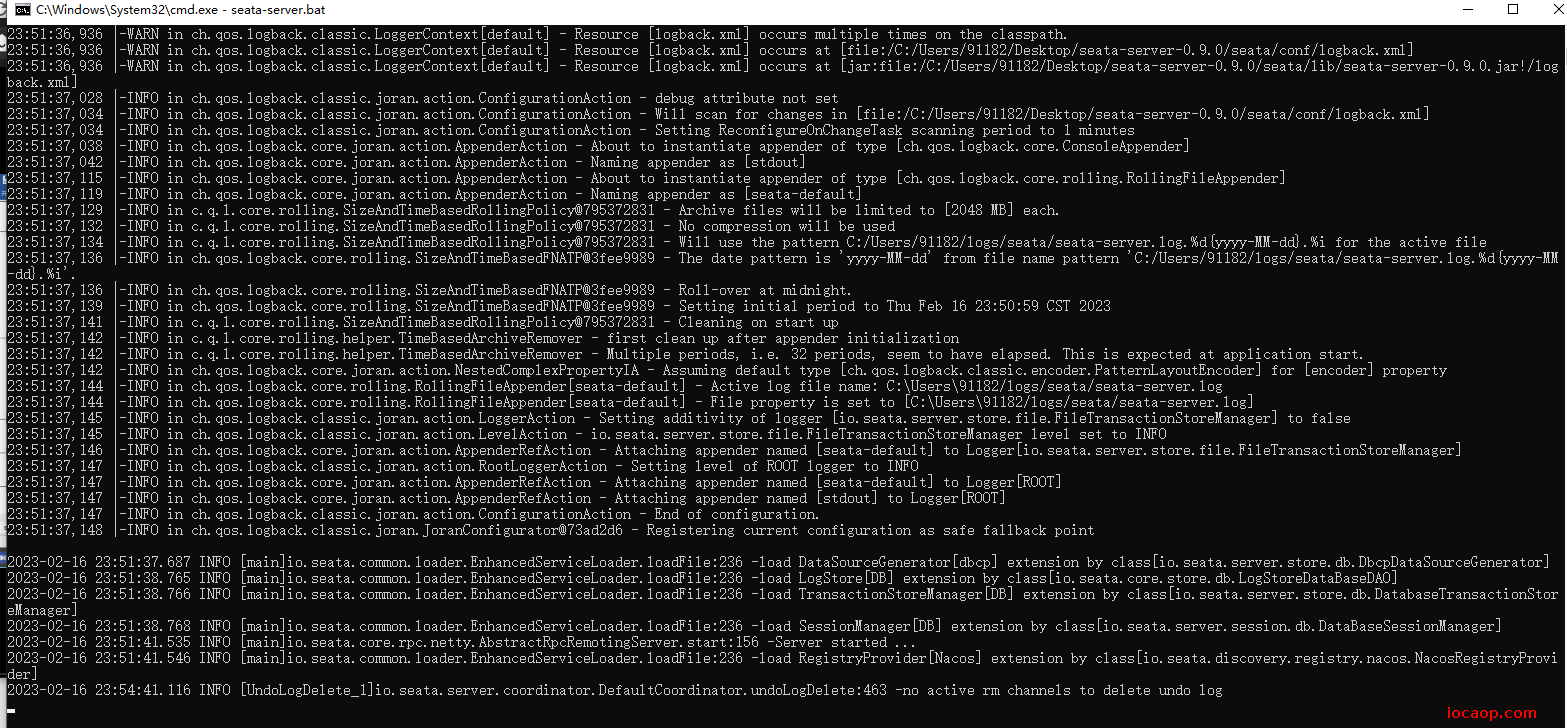 C:\Windows\System32\cmd.exe - seata-server.bat
23:51:36,936 |-WARN in ch.qos.logback.classic.LoggerContext[default] - Resource [logback.xml] occurs multiple times on the classpath.
23:51:36,936 |-WARN in ch.qos.logback.classic.LoggerContext[default] - Resource [logback.xml] occurs at [file:/C:/Users/91182/Desktop/seata-server-0.9.0/seata/conf/logback.xml]
23:51:36,936 |-WARN in ch.qos.logback.classic.LoggerContext[default] - Resource [logback.xml] occurs at [jar:file:/C:/Users/91182/Desktop/seata-server-0.9.0/seata/lib/seata-server-0.9.0.jar!/log
back.xml]
23:51:37,028 |-INFO in ch.qos.logback.classic.joran.action.ConfigurationAction - debug attribute not set
23:51:37,034 |-INFO in ch.qos.logback.classic.joran.action.ConfigurationAction - Will scan for changes in [file:/C:/Users/91182/Desktop/seata-server-0.9.0/seata/conf/logback.xml]
23:51:37,034 |-INFO in ch.qos.logback.classic.joran.action.ConfigurationAction - Setting ReconfigureOnChangeTask scanning period to 1 minutes
23:51:37,038 |-INFO in ch.qos.logback.core.joran.action.AppenderAction - About to instantiate appender of type [ch.qos.logback.core.ConsoleAppender]
23:51:37,042 |-INFO in ch.qos.logback.core.joran.action.AppenderAction - Naming appender as [stdout]
23:51:37,115 |-INFO in ch.qos.logback.core.joran.action.AppenderAction - About to instantiate appender of type [ch.qos.logback.core.rolling.RollingFileAppender]
23:51:37,119 |-INFO in ch.qos.logback.core.joran.action.AppenderAction - Naming appender as [seata-default]
23:51:37,129 |-INFO in c.q.l.core.rolling.SizeAndTimeBasedRollingPolicy@795372831 - Archive files will be limited to [2048 MB] each.
23:51:37,132 |-INFO in c.q.l.core.rolling.SizeAndTimeBasedRollingPolicy@795372831 - No compression will be used
23:51:37,134 |-INFO in c.q.l.core.rolling.SizeAndTimeBasedRollingPolicy@795372831 - Will use the pattern C:/Users/91182/logs/seata/seata-server.log.%d{yyyy-MM-dd}.%i for the active file
23:51:37,136 |-INFO in ch.qos.logback.core.rolling.SizeAndTimeBasedFNATP@3fee9989 - The date pattern is 'yyyy-MM-dd' from file name pattern 'C:/Users/91182/logs/seata/seata-server.log.%d{yyyy-MM
-dd}.%i'.
23:51:37,136 |-INFO in ch.qos.logback.core.rolling.SizeAndTimeBasedFNATP@3fee9989 - Roll-over at midnight.
23:51:37,139 |-INFO in ch.qos.logback.core.rolling.SizeAndTimeBasedFNATP@3fee9989 - Setting initial period to Thu Feb 16 23:50:59 CST 2023
23:51:37,141 |-INFO in c.q.l.core.rolling.SizeAndTimeBasedRollingPolicy@795372831 - Cleaning on start up
23:51:37,142 |-INFO in c.q.l.core.rolling.helper.TimeBasedArchiveRemover - first clean up after appender initialization
23:51:37,142 |-INFO in c.q.l.core.rolling.helper.TimeBasedArchiveRemover - Multiple periods, i.e. 32 periods, seem to have elapsed. This is expected at application start.
23:51:37,142 |-INFO in ch.qos.logback.core.joran.action.NestedComplexPropertyIA - Assuming default type [ch.qos.logback.classic.encoder.PatternLayoutEncoder] for [encoder] property
23:51:37,144 |-INFO in ch.qos.logback.core.rolling.RollingFileAppender[seata-default] - Active log file name: C:\Users\91182/logs/seata/seata-server.log
23:51:37,144 |-INFO in ch.qos.logback.core.rolling.RollingFileAppender[seata-default] - File property is set to [C:\Users\91182/logs/seata/seata-server.log]
23:51:37,145 |-INFO in ch.qos.logback.classic.joran.action.LoggerAction - Setting additivity of logger [io.seata.server.store.file.FileTransactionStoreManager] to false
23:51:37,145 |-INFO in ch.qos.logback.classic.joran.action.LevelAction - io.seata.server.store.file.FileTransactionStoreManager level set to INFO
23:51:37,146 |-INFO in ch.qos.logback.core.joran.action.AppenderRefAction - Attaching appender named [seata-default] to Logger[io.seata.server.store.file.FileTransactionStoreManager]
23:51:37,147 |-INFO in ch.qos.logback.classic.joran.action.RootLoggerAction - Setting level of ROOT logger to INFO
23:51:37,147 |-INFO in ch.qos.logback.core.joran.action.AppenderRefAction - Attaching appender named [seata-default] to Logger[ROOT]
23:51:37,147 |-INFO in ch.qos.logback.core.joran.action.AppenderRefAction - Attaching appender named [stdout] to Logger[ROOT]
23:51:37,147 |-INFO in ch.qos.logback.classic.joran.action.ConfigurationAction - End of configuration.
23:51:37,148 |-INFO in ch.qos.logback.classic.joran.JoranConfigurator@73ad2d6 - Registering current configuration as safe fallback point
2023-02-16 23:51:37.687 INFO [main]io.seata.common.loader.EnhancedServiceLoader.loadFile:236 -load DataSourceGenerator[dbcp] extension by class[io.seata.server.store.db.DbcpDataSourceGenerator]
2023-02-16 23:51:38.765 INFO [main]io.seata.common.loader.EnhancedServiceLoader.loadFile:236 -load LogStore[DB] extension by class[io.seata.core.store.db.LogStoreDataBaseDAO]
2023-02-16 23:51:38.766 INFO [main]io.seata.common.loader.EnhancedServiceLoader.loadFile:236 -load TransactionStoreManager[DB] extension by class[io.seata.server.store.db.DatabaseTransactionStor
eManager]
2023-02-16 23:51:38.768 INFO [main]io.seata.common.loader.EnhancedServiceLoader.loadFile:236 -load SessionManager[DB] extension by class[io.seata.server.session.db.DataBaseSessionManager]
2023-02-16 23:51:41.535 INFO [main]io.seata.core.rpc.netty.AbstractRpcRemotingServer.start:156 -Server started ...
2023-02-16 23:51:41.546 INFO [main]io.seata.common.loader.EnhancedServiceLoader.loadFile:236 -load RegistryProvider[Nacos] extension by class[io.seata.discovery.registry.nacos.NacosRegistryProvi
der]
2023-02-16 23:54:41.116 INFO [UndoLogDelete_1]io.seata.server.coordinator.DefaultCoordinator.undoLogDelete:463 -no active rm channels to delete undo log
iocaop.com